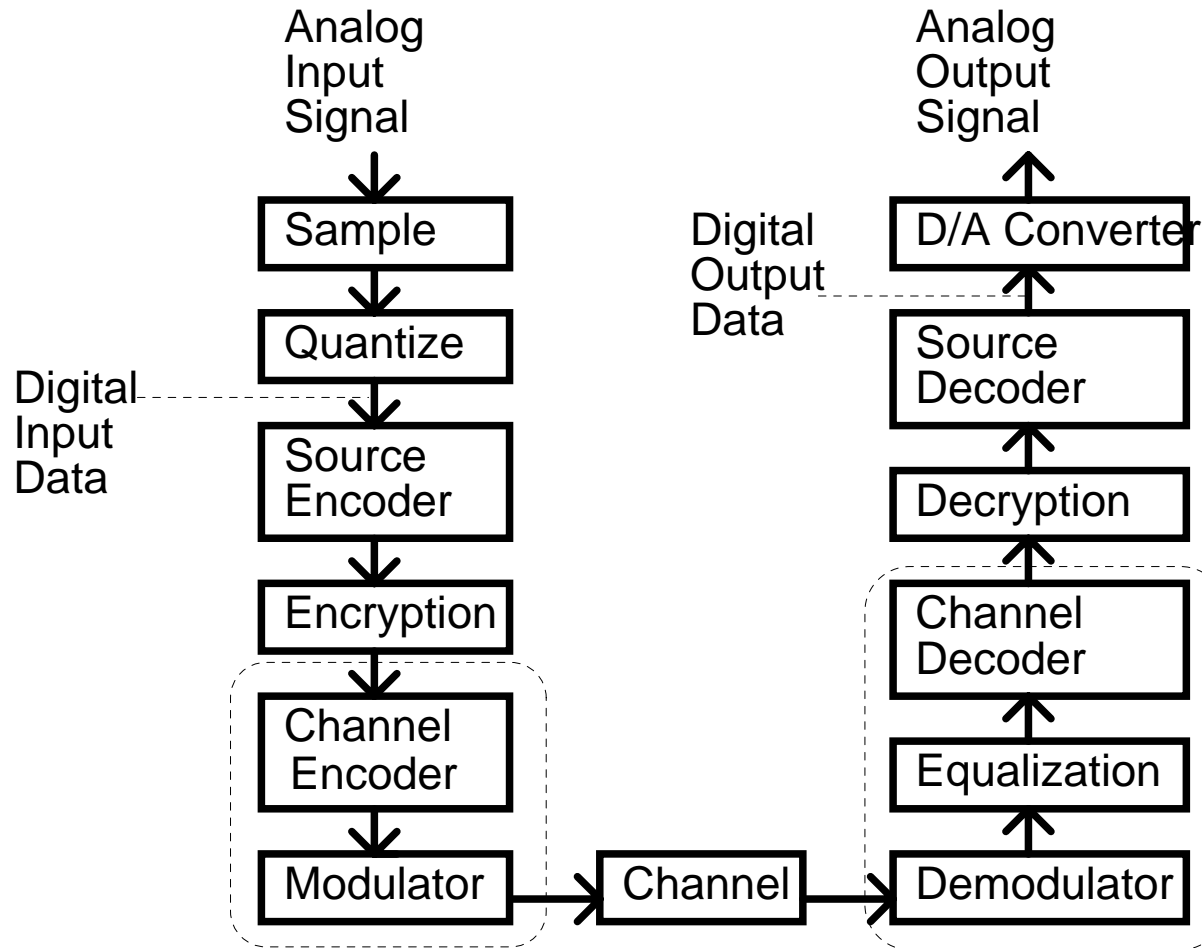 Analog
Input
Signal
Sample
Quantize
Digital
Input
Data
Source
Encoder
Encryption
Channel
Encoder
Modulator
Channel
Demodulator
Equalization
Channel
Decoder
Decryption
Source
Decoder
Digital
Output
Data
D/A Converter
Analog
Output
Signal